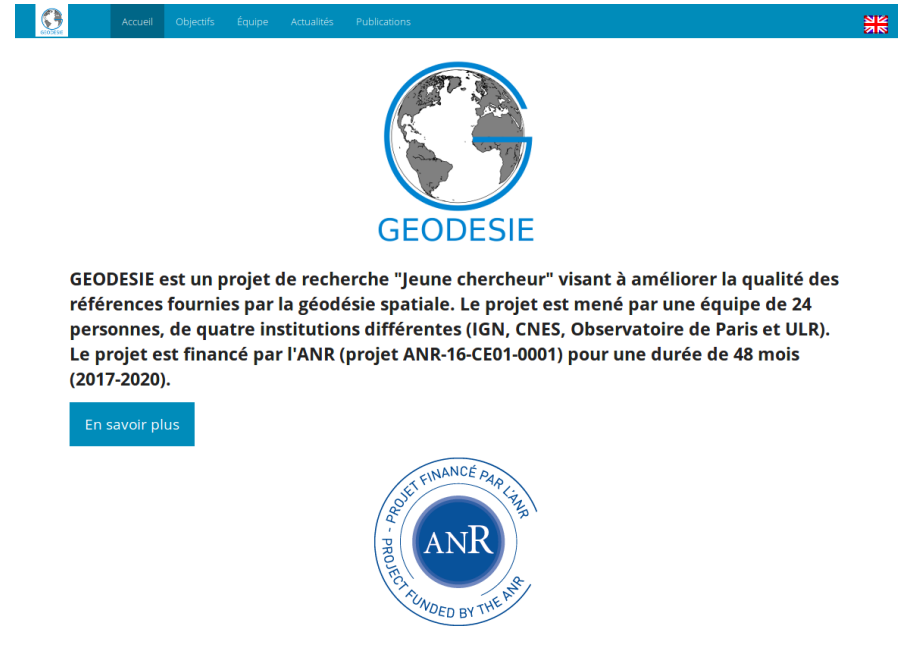 GEODESIE
Accueil Objectifs Équipe Actualités Publications
GEODESIE
GEODESIE est un projet de recherche "Jeune chercheur" visant à améliorer la qualité des
références fournies par la géodésie spatiale. Le projet est mené par une équipe de 24
personnes, de quatre institutions différentes (IGN, CNES, Observatoire de Paris et ULR).
Le projet est financé par l'ANR (projet ANR-16-CE01-0001) pour une durée de 48 mois
(2017-2020).
En savoir plus
- PROJET FINANCÉ PAR L'ANR
ANR
PROJECT FUNDED BY THE ANR